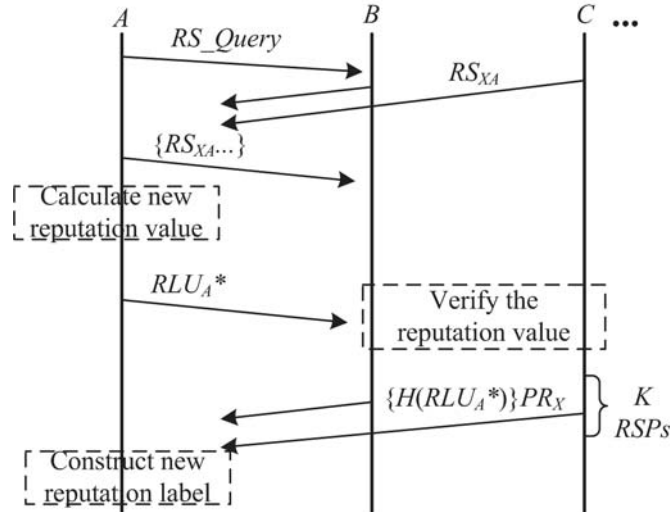 A B C ...
RS_Query
RS_XA
{RS_XA...}
Calculate new
reputation value
RLU_A*
Verify the
reputation value
{H(RLU_A*)}PR_X
K
RSPs
Construct new
reputation label